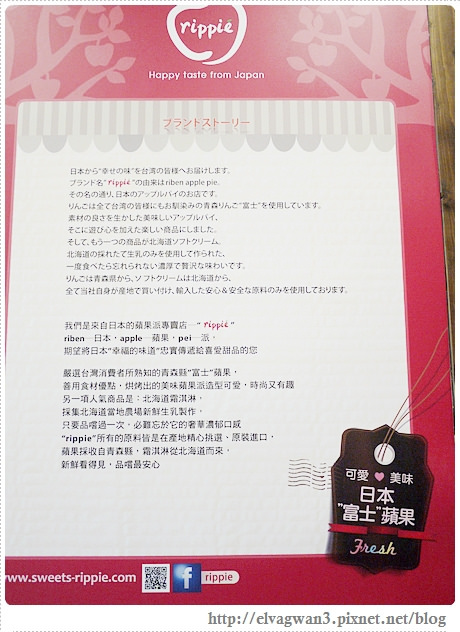 rippie
Happy taste from Japan
ブランドストーリー
日本から"幸せの味"を台湾の皆様へお届けします。
ブランド名"rippie"の由来はriben apple pie。
その名の通り、日本のアップルパイのお店です。
りんごは全て台湾の皆様にもお馴染みの青森りんご"富士"を使用しています。
素材の良さを生かした美味しいアップルパイ、
そこに遊び心を加えた楽しい商品にしました。
そして、もう一つの商品が北海道ソフトクリーム。
北海道の採れたて生乳のみを使用して作られた、
一度食べたら忘れられない濃厚で贅沢な味わいです。
りんごは青森県から、ソフトクリームは北海道から、
全て当社自身が産地で買い付け、輸入した安心&安全な原料のみを使用しております。
我們是來自日本的蘋果派專賣店—"rippie"
riben—日本，apple—蘋果，pei—派，
期望將日本"幸福的味道"忠實傳遞給喜愛甜品的您
嚴選台灣消費者所熟知的青森縣"富士"蘋果，
善用食材優點，烘烤出的美味蘋果派造型可愛，時尚又有趣
另一項人氣商品是：北海道霜淇淋，
採集北海道當地農場新鮮生乳製作，
只要品嚐過一次，必難忘於它的奢華濃郁口感
"rippie"所有的原料皆是在產地精心挑選、原裝進口，
蘋果採收自青森縣，霜淇淋從北海道而來，
新鮮看得見，品嚐最安心
可愛♥美味
日本
"富士"蘋果
Fresh
www.sweets-rippie.com
f rippie
http://elvagwan3.pixnet.net/blog